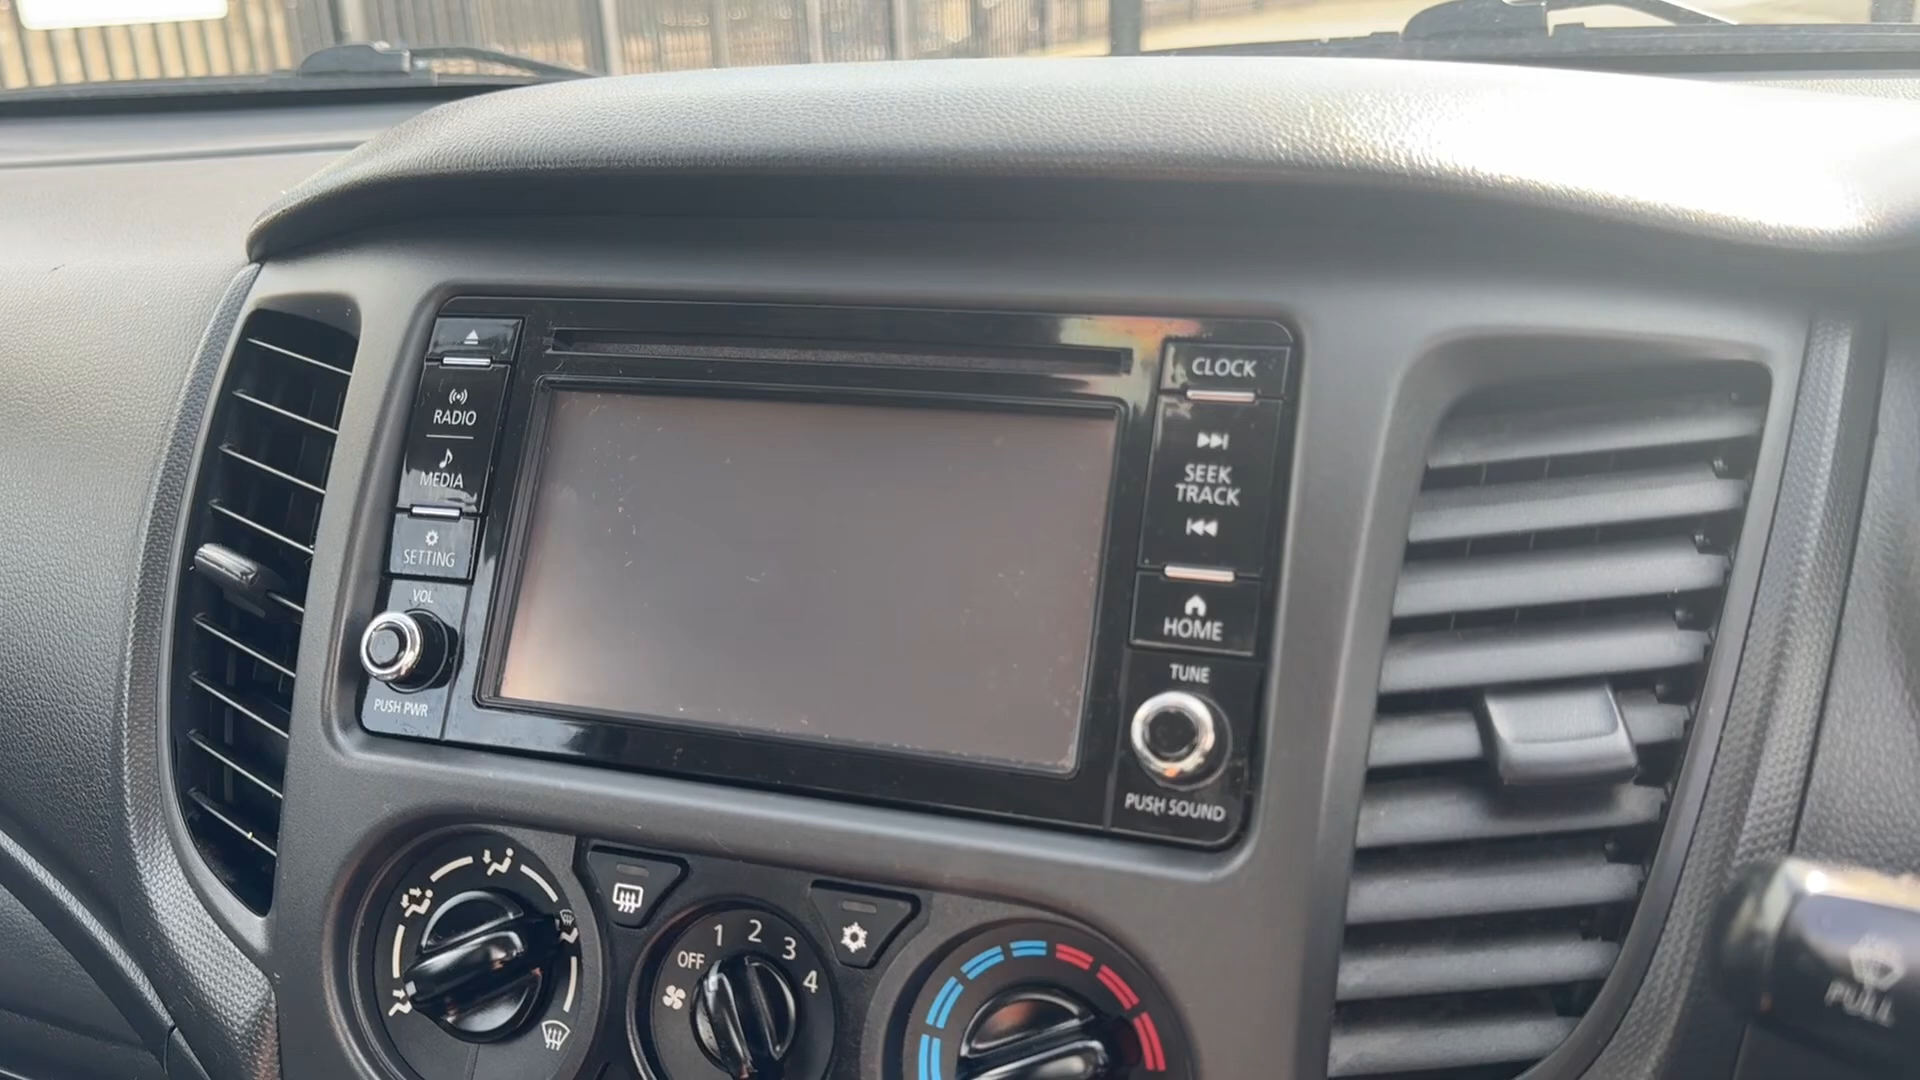 RADIO
MEDIA
SETTING
VOL
PUSH PWR
CLOCK
SEEK
TRACK
HOME
TUNE
PUSH SOUND
OFF 1 2 3 4
PULL